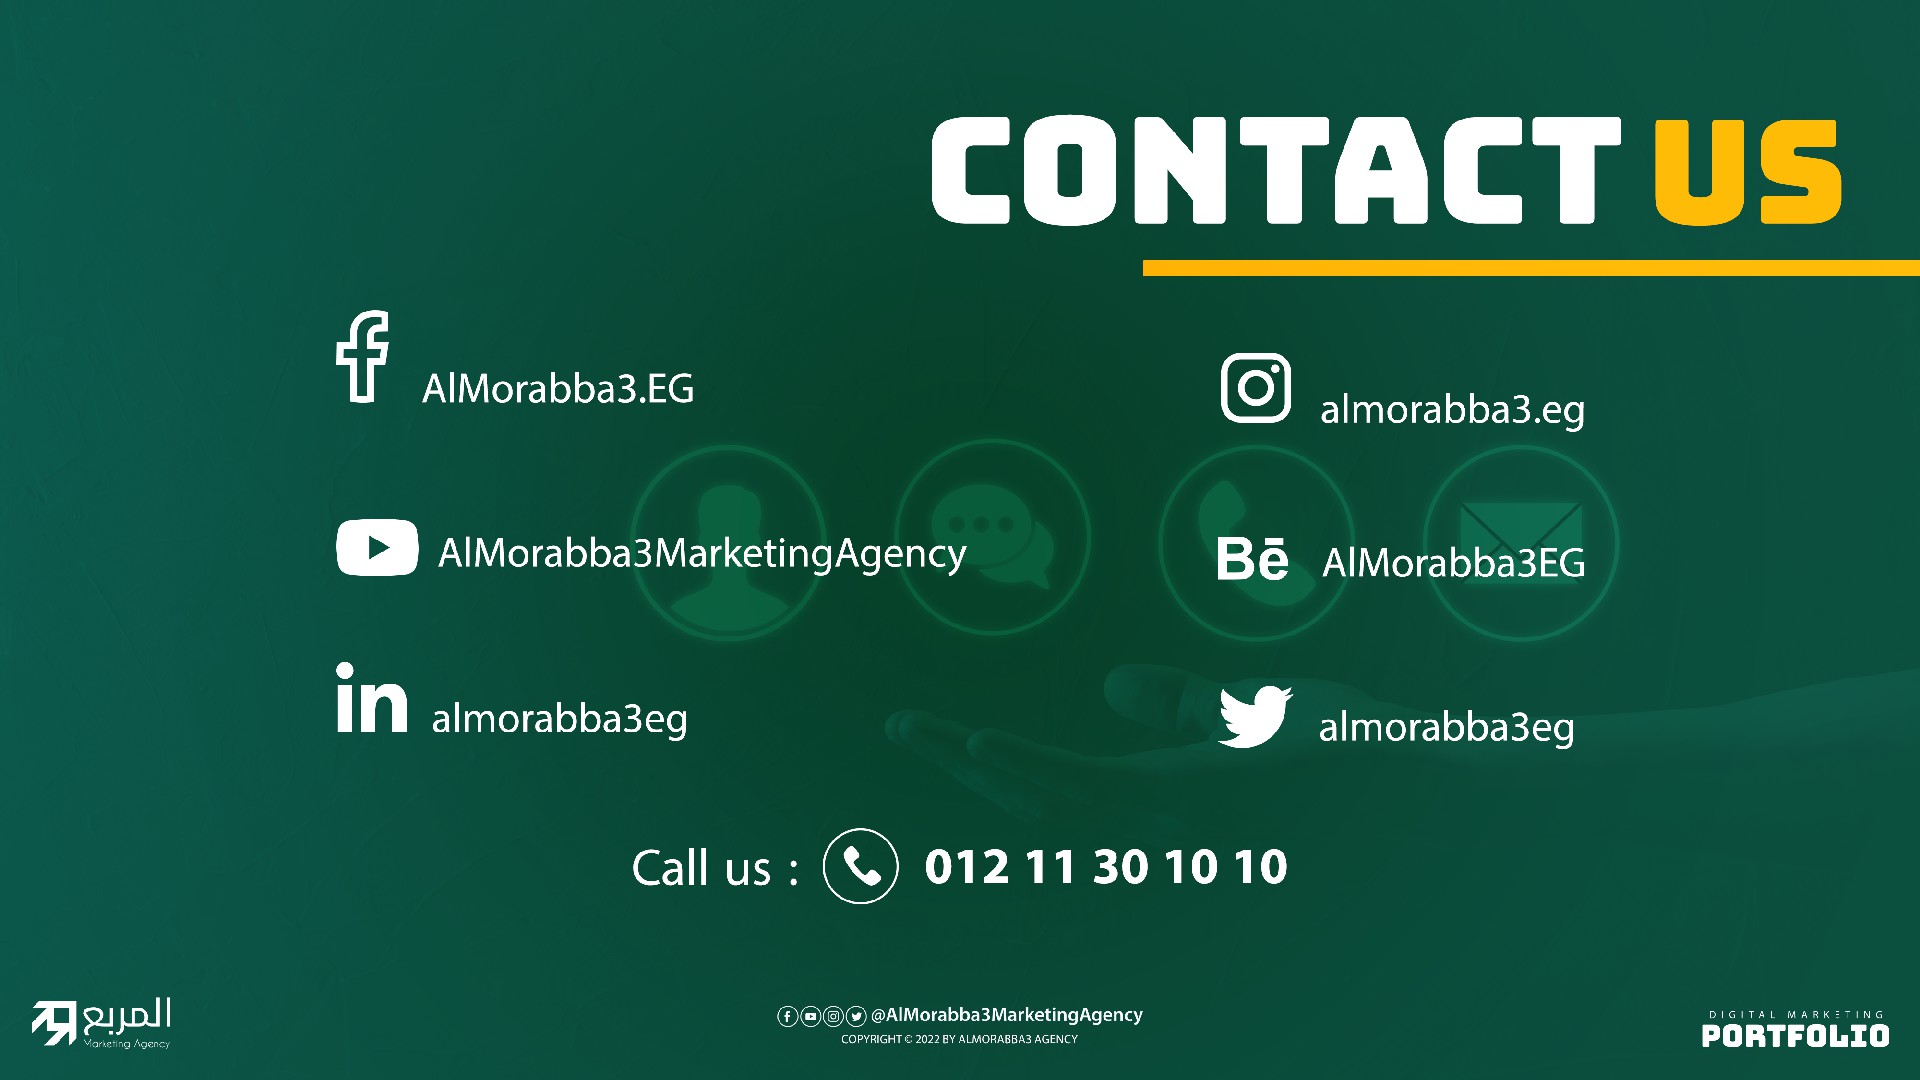 CONTACT US
AlMorabba3.EG
almorabba3.eg
AlMorabba3MarketingAgency
Bē AlMorabba3EG
in almorabba3eg
almorabba3eg
Call us : 012 11 30 10 10
المربع
Marketing Agency
@AlMorabba3MarketingAgency
COPYRIGHT © 2022 BY ALMORABBA3 AGENCY
DIGITAL MARKETING
PORTFOLIO